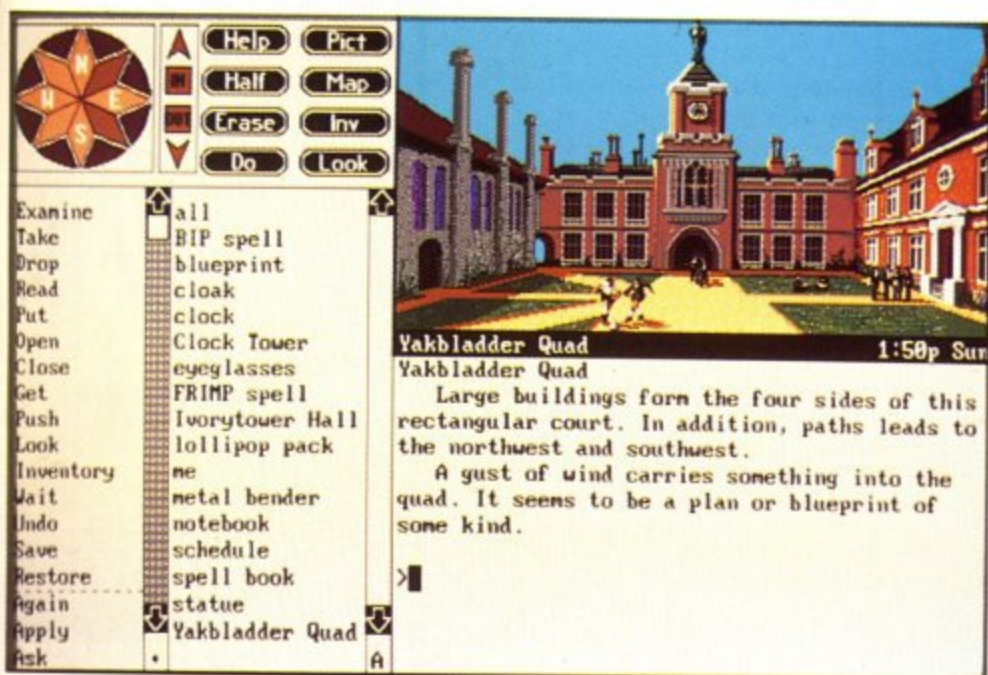 N
W E
S
IN
OUT
Help Pict
Half Map
Erase Inv
Do Look
Examine
Take
Drop
Read
Put
Open
Close
Get
Push
Look
Inventory
Wait
Undo
Save
Restore
Again
Apply
Ask
all
BIP spell
blueprint
cloak
clock
Clock Tower
eyeglasses
FRIMP spell
Ivorytower Hall
lollipop pack
me
metal bender
notebook
schedule
spell book
statue
Yakbladder Quad
A
Yakbladder Quad 1:50p Sun
Yakbladder Quad
Large buildings form the four sides of this
rectangular court. In addition, paths leads to
the northwest and southwest.
A gust of wind carries something into the
quad. It seems to be a plan or blueprint of
some kind.
>